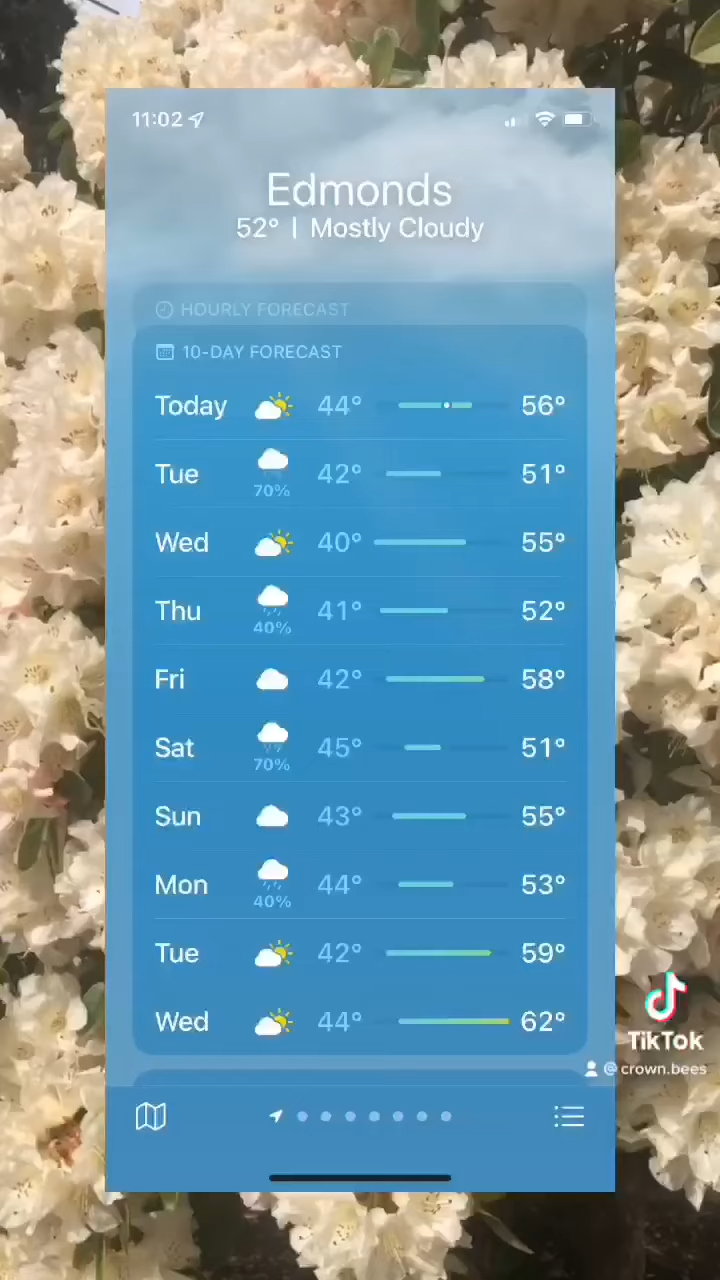 11:02
Edmonds
52° | Mostly Cloudy
HOURLY FORECAST
10-DAY FORECAST
Today 44° 56°
Tue 70% 42° 51°
Wed 40° 55°
Thu 40% 41° 52°
Fri 42° 58°
Sat 70% 45° 51°
Sun 43° 55°
Mon 40% 44° 53°
Tue 42° 59°
Wed 44° 62°
TikTok
@crown.bees